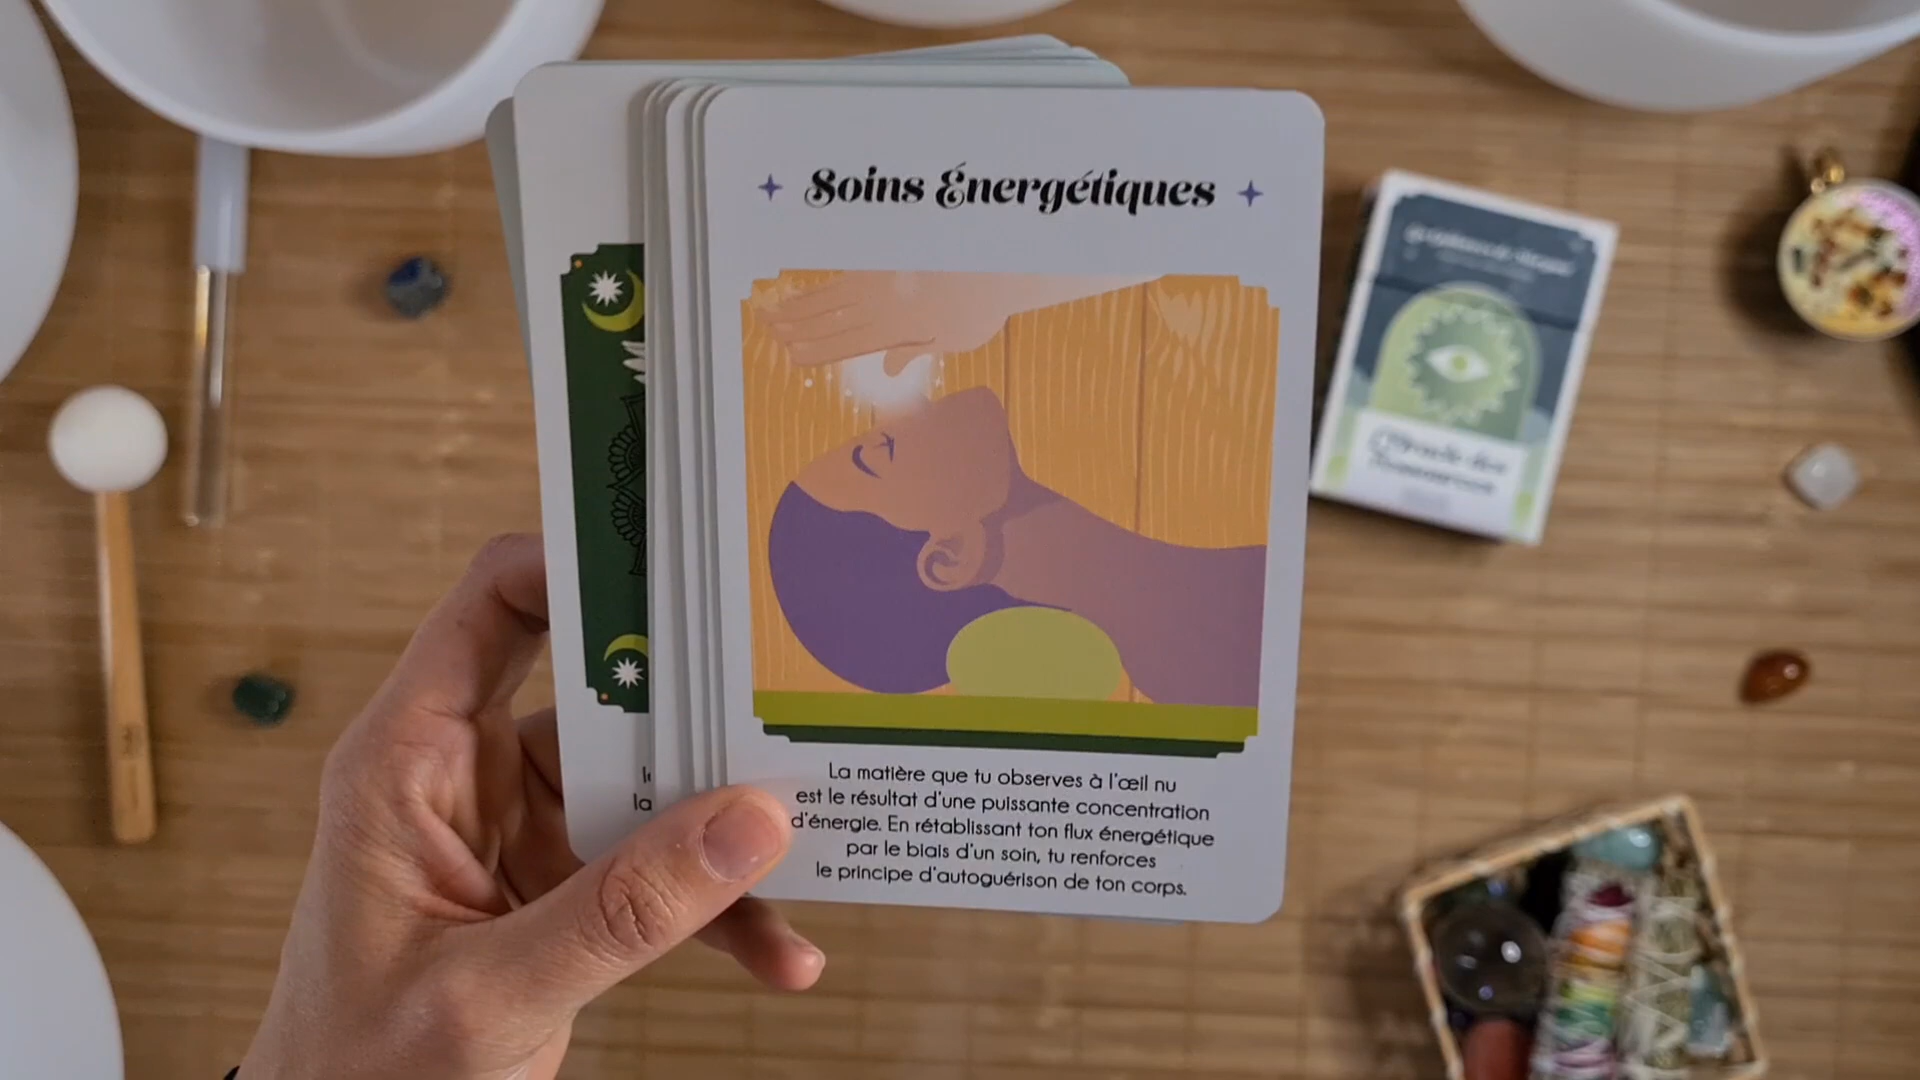 Soins Énergétiques
La matière que tu observes à l'œil nu
est le résultat d'une puissante concentration
d'énergie. En rétablissant ton flux énergétique
par le biais d'un soin, tu renforces
le principe d'autoguérison de ton corps.
la